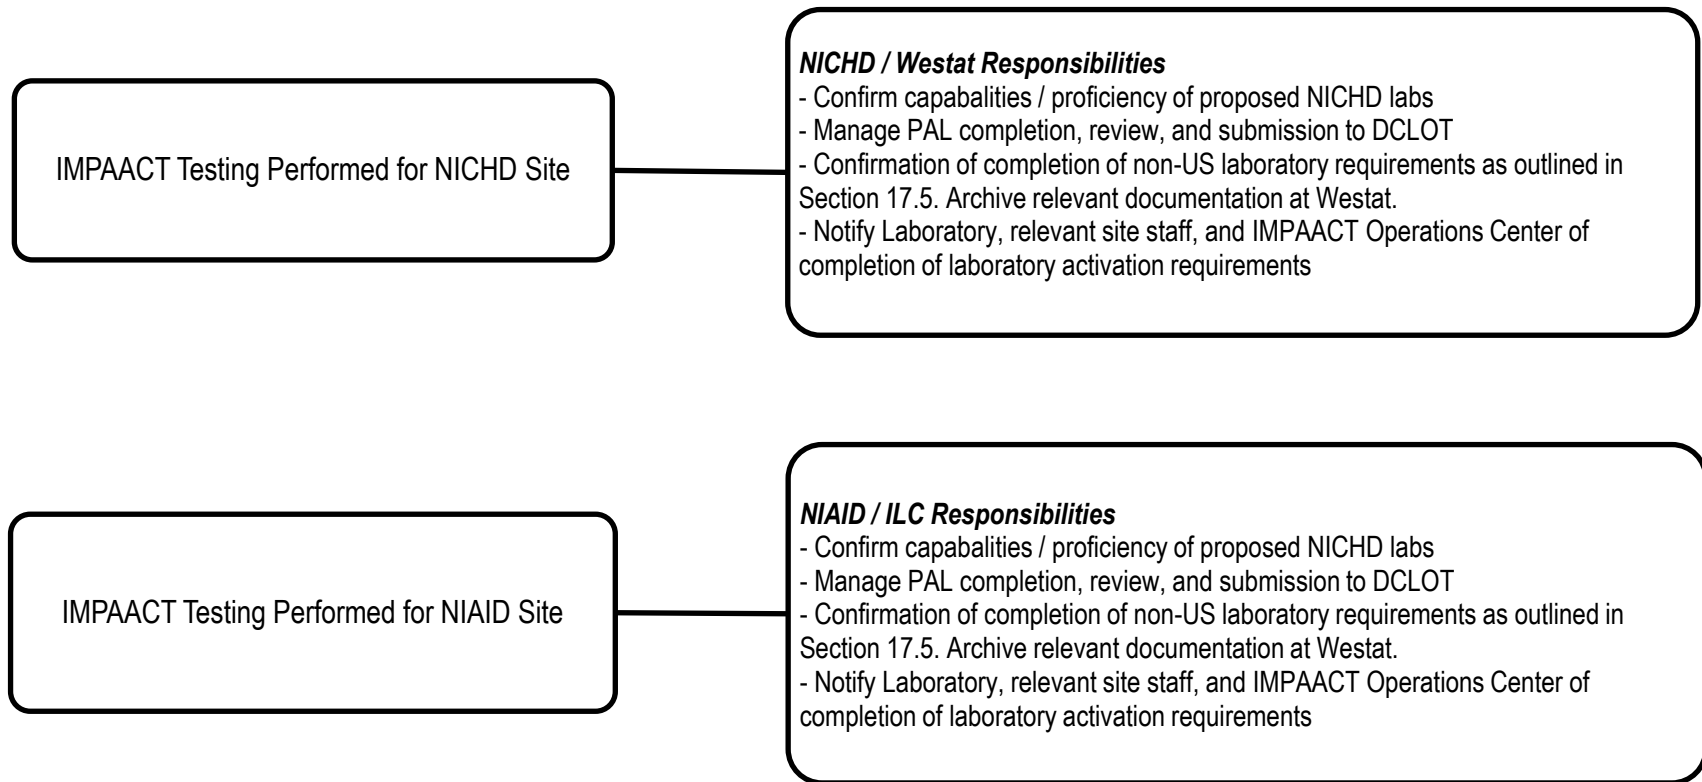 IMPAACT Testing Performed for NICHD Site
NICHD / Westat Responsibilities
- Confirm capabalities / proficiency of proposed NICHD labs
- Manage PAL completion, review, and submission to DCLOT
- Confirmation of completion of non-US laboratory requirements as outlined in
Section 17.5. Archive relevant documentation at Westat.
- Notify Laboratory, relevant site staff, and IMPAACT Operations Center of
completion of laboratory activation requirements
IMPAACT Testing Performed for NIAID Site
NIAID / ILC Responsibilities
- Confirm capabalities / proficiency of proposed NICHD labs
- Manage PAL completion, review, and submission to DCLOT
- Confirmation of completion of non-US laboratory requirements as outlined in
Section 17.5. Archive relevant documentation at Westat.
- Notify Laboratory, relevant site staff, and IMPAACT Operations Center of
completion of laboratory activation requirements